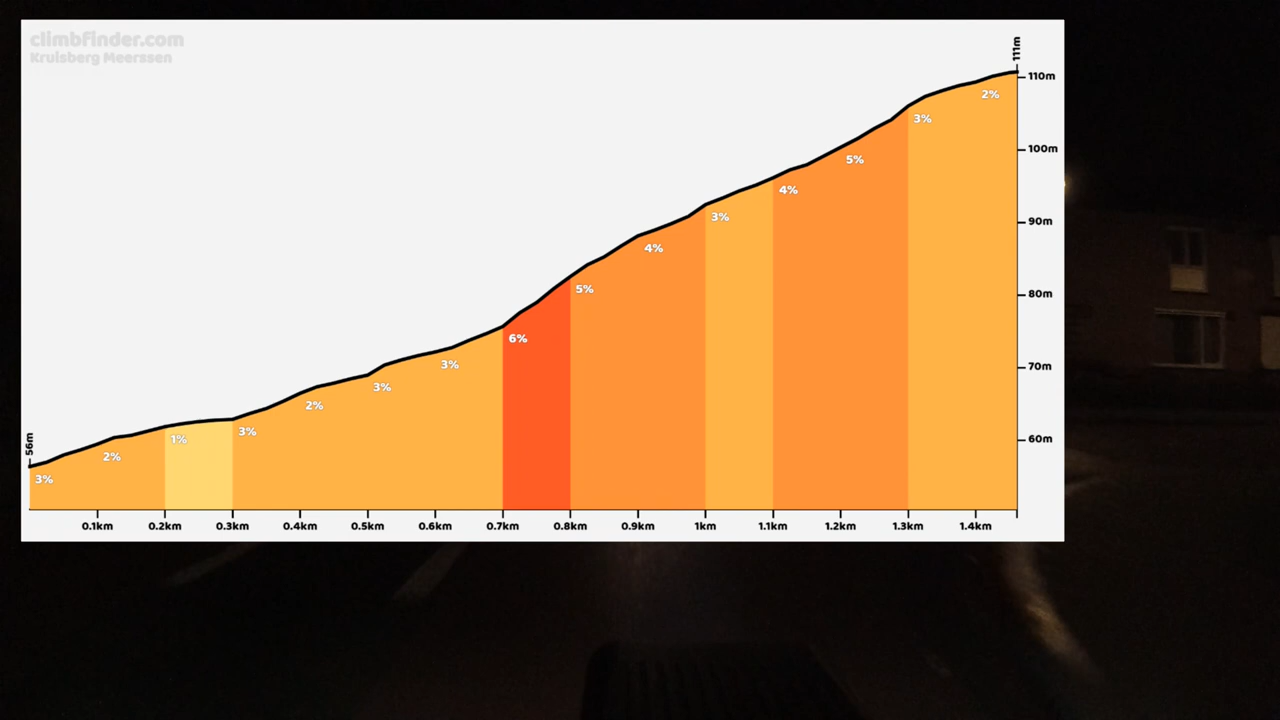 climbfinder.com
Kruisberg Meerssen
111m
110m
2%
3%
100m
5%
4%
90m
3%
4%
80m
5%
6%
70m
3%
3%
2%
60m
3%
1%
2%
56m
3%
0.1km 0.2km 0.3km 0.4km 0.5km 0.6km 0.7km 0.8km 0.9km 1km 1.1km 1.2km 1.3km 1.4km